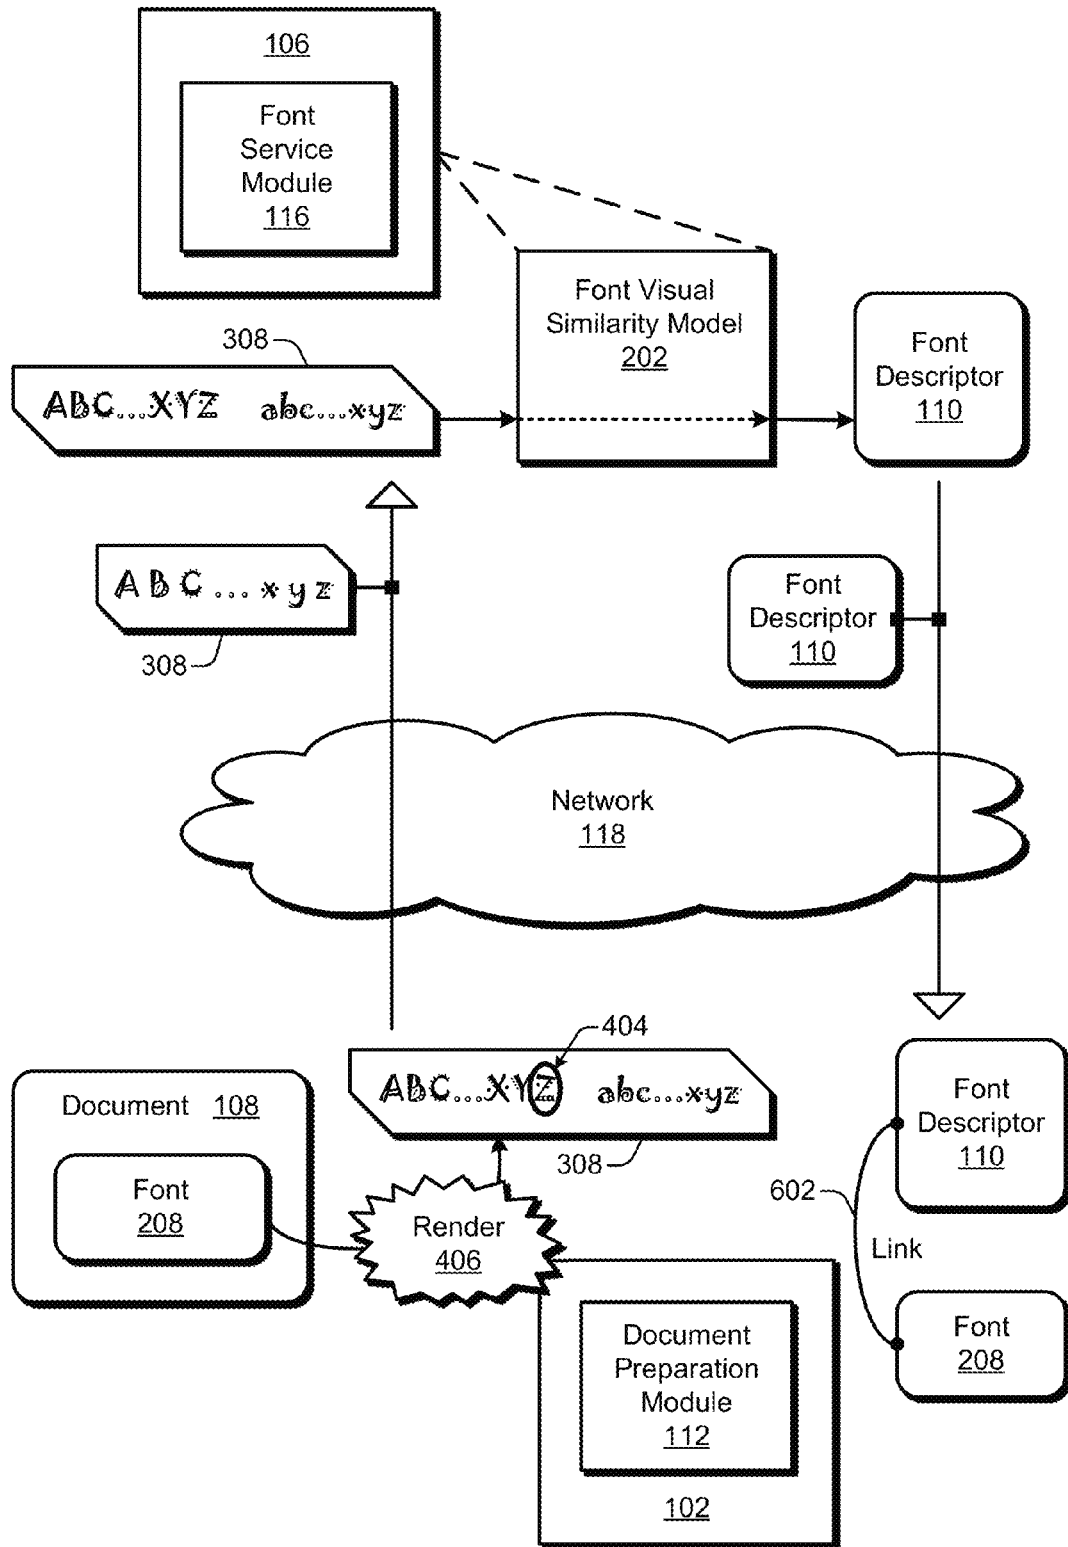 106
Font
Service
Module
116
Font Visual
Similarity Model
202
Font
Descriptor
110
308
ABC...XYZ abc...xyz
ABC...xyz
308
Font
Descriptor
110
Network
118
404
ABC...XYZ abc...xyz
308
Document 108
Font
208
Render
406
Font
Descriptor
110
602
Link
Font
208
Document
Preparation
Module
112
102